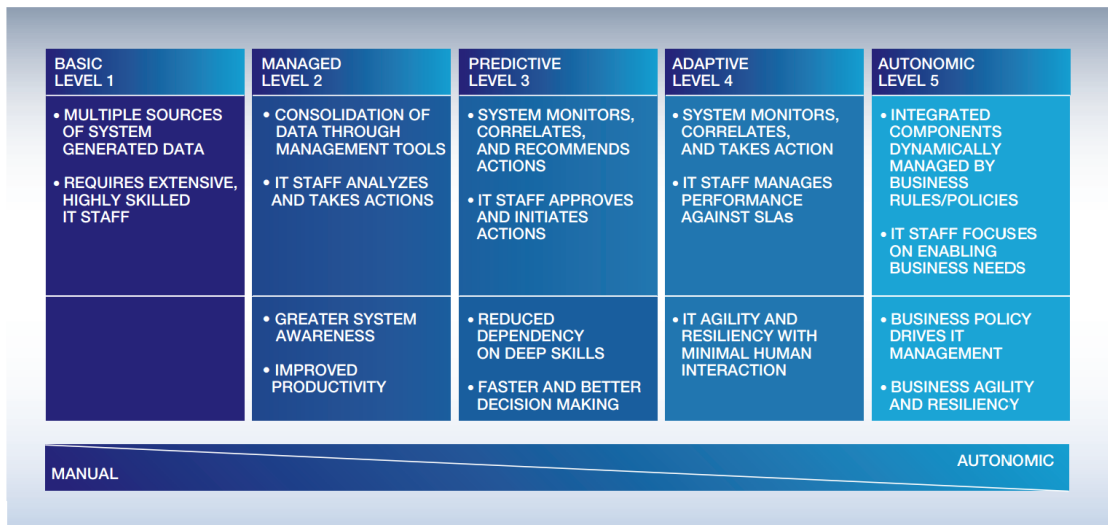 BASIC
LEVEL 1
• MULTIPLE SOURCES
OF SYSTEM
GENERATED DATA
• REQUIRES EXTENSIVE,
HIGHLY SKILLED
IT STAFF
MANAGED
LEVEL 2
• CONSOLIDATION OF
DATA THROUGH
MANAGEMENT TOOLS
• IT STAFF ANALYZES
AND TAKES ACTIONS
• GREATER SYSTEM
AWARENESS
• IMPROVED
PRODUCTIVITY
PREDICTIVE
LEVEL 3
• SYSTEM MONITORS,
CORRELATES,
AND RECOMMENDS
ACTIONS
• IT STAFF APPROVES
AND INITIATES
ACTIONS
• REDUCED
DEPENDENCY
ON DEEP SKILLS
• FASTER AND BETTER
DECISION MAKING
ADAPTIVE
LEVEL 4
• SYSTEM MONITORS,
CORRELATES,
AND TAKES ACTION
• IT STAFF MANAGES
PERFORMANCE
AGAINST SLAs
• IT AGILITY AND
RESILIENCY WITH
MINIMAL HUMAN
INTERACTION
AUTONOMIC
LEVEL 5
• INTEGRATED
COMPONENTS
DYNAMICALLY
MANAGED BY
BUSINESS
RULES/POLICIES
• IT STAFF FOCUSES
ON ENABLING
BUSINESS NEEDS
• BUSINESS POLICY
DRIVES IT
MANAGEMENT
• BUSINESS AGILITY
AND RESILIENCY
MANUAL
AUTONOMIC